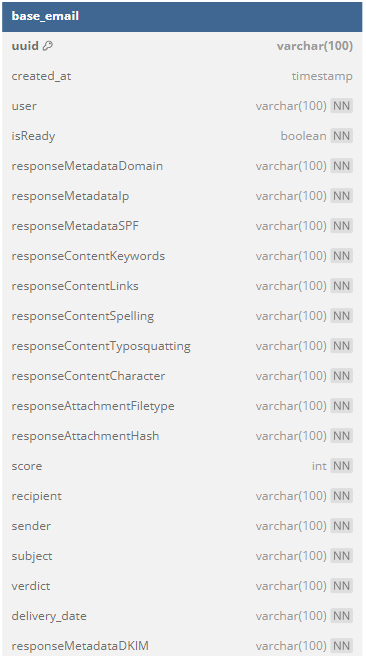 base_email
uuid varchar(100)
created_at timestamp
user varchar(100) NN
isReady boolean NN
responseMetadataDomain varchar(100) NN
responseMetadataIp varchar(100) NN
responseMetadataSPF varchar(100) NN
responseContentKeywords varchar(100) NN
responseContentLinks varchar(100) NN
responseContentSpelling varchar(100) NN
responseContentTyposquatting varchar(100) NN
responseContentCharacter varchar(100) NN
responseAttachmentFiletype varchar(100) NN
responseAttachmentHash varchar(100) NN
score int NN
recipient varchar(100) NN
sender varchar(100) NN
subject varchar(100) NN
verdict varchar(100) NN
delivery_date varchar(100) NN
responseMetadataDKIM varchar(100) NN